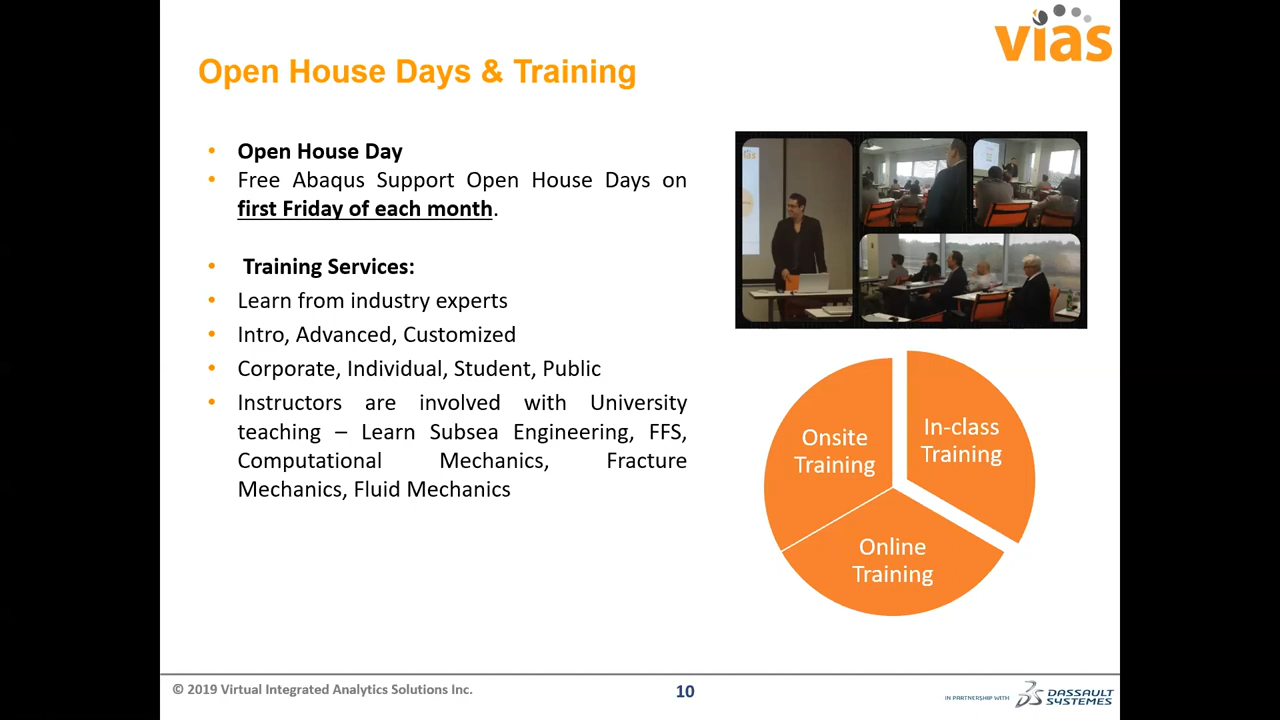 vias
Open House Days & Training
• Open House Day
• Free Abaqus Support Open House Days on
first Friday of each month.
• Training Services:
• Learn from industry experts
• Intro, Advanced, Customized
• Corporate, Individual, Student, Public
• Instructors are involved with University
teaching – Learn Subsea Engineering, FFS,
Computational Mechanics, Fracture
Mechanics, Fluid Mechanics
vias
Onsite
Training
In-class
Training
Online
Training
© 2019 Virtual Integrated Analytics Solutions Inc.
10
IN PARTNERSHIP WITH
DASSAULT
SYSTEMES